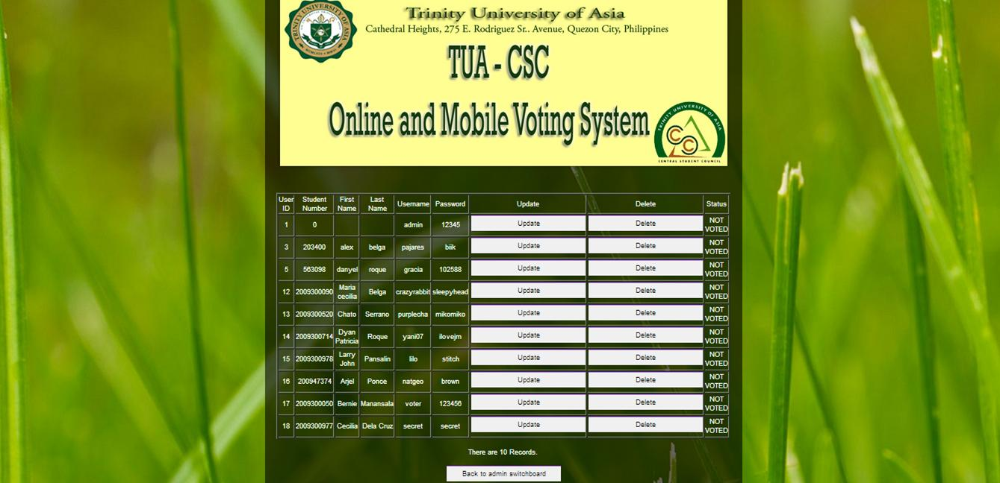 TRINITY UNIVERSITY OF ASIA
Trinity University of Asia
Cathedral Heights, 275 E. Rodriguez Sr.. Avenue, Quezon City, Philippines
TUA - CSC
Online and Mobile Voting System
TRINITY UNIVERSITY OF ASIA
CSC
CENTRAL STUDENT COUNCIL
User ID Student Number First Name Last Name Username Password Update Delete Status
1 0 admin 12345 Update Delete NOT VOTED
3 203400 alex belga pajares biik Update Delete NOT VOTED
5 563098 danyel roque gracia 102588 Update Delete NOT VOTED
12 2009300090 Maria cecilia Belga crazyrabbit sleepyhead Update Delete NOT VOTED
13 2009300520 Chato Serrano purplecha mikomiko Update Delete NOT VOTED
14 2009300714 Dyan Patricia Roque yani07 ilovejm Update Delete NOT VOTED
15 2009300978 Larry John Pansalin lilo stitch Update Delete NOT VOTED
16 200947374 Arjel Ponce natgeo brown Update Delete NOT VOTED
17 2009300050 Bernie Manansala voter 123456 Update Delete NOT VOTED
18 2009300977 Cecilia Dela Cruz secret secret Update Delete NOT VOTED
There are 10 Records.
Back to admin switchboard